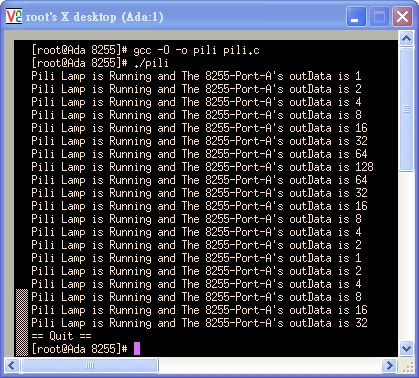 root's X desktop (Ada:1)
[root@Ada 8255]# gcc -O -o pili pili.c
[root@Ada 8255]# ./pili
Pili Lamp is Running and The 8255-Port-A's outData is 1
Pili Lamp is Running and The 8255-Port-A's outData is 2
Pili Lamp is Running and The 8255-Port-A's outData is 4
Pili Lamp is Running and The 8255-Port-A's outData is 8
Pili Lamp is Running and The 8255-Port-A's outData is 16
Pili Lamp is Running and The 8255-Port-A's outData is 32
Pili Lamp is Running and The 8255-Port-A's outData is 64
Pili Lamp is Running and The 8255-Port-A's outData is 128
Pili Lamp is Running and The 8255-Port-A's outData is 64
Pili Lamp is Running and The 8255-Port-A's outData is 32
Pili Lamp is Running and The 8255-Port-A's outData is 16
Pili Lamp is Running and The 8255-Port-A's outData is 8
Pili Lamp is Running and The 8255-Port-A's outData is 4
Pili Lamp is Running and The 8255-Port-A's outData is 2
Pili Lamp is Running and The 8255-Port-A's outData is 1
Pili Lamp is Running and The 8255-Port-A's outData is 2
Pili Lamp is Running and The 8255-Port-A's outData is 4
Pili Lamp is Running and The 8255-Port-A's outData is 8
Pili Lamp is Running and The 8255-Port-A's outData is 16
Pili Lamp is Running and The 8255-Port-A's outData is 32
== Quit ==
[root@Ada 8255]#